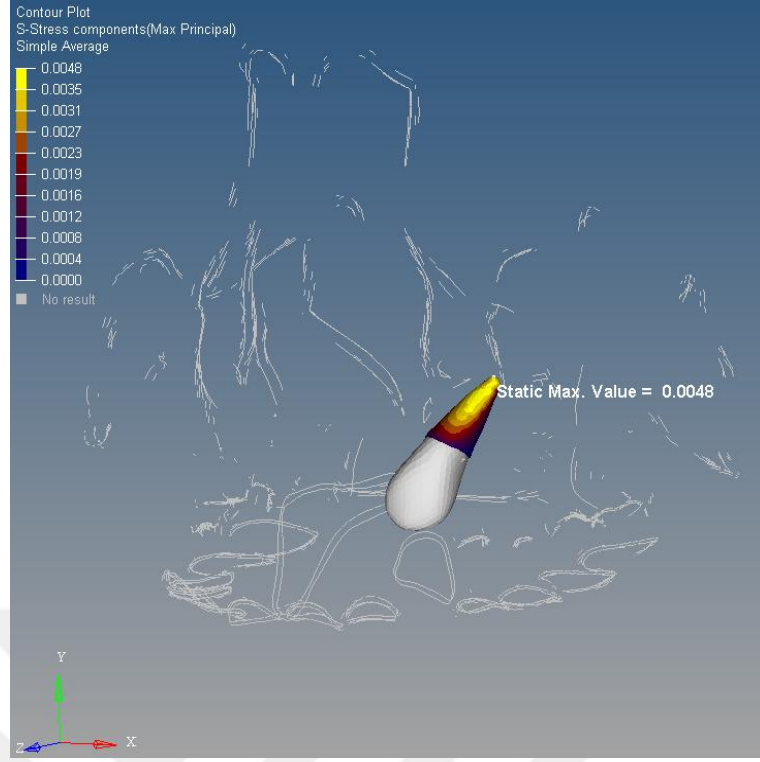 Contour Plot
S-Stress components(Max Principal)
Simple Average
0.0048
0.0035
0.0031
0.0027
0.0023
0.0019
0.0016
0.0012
0.0008
0.0004
0.0000
No result
Static Max. Value = 0.0048
Y
Z
X